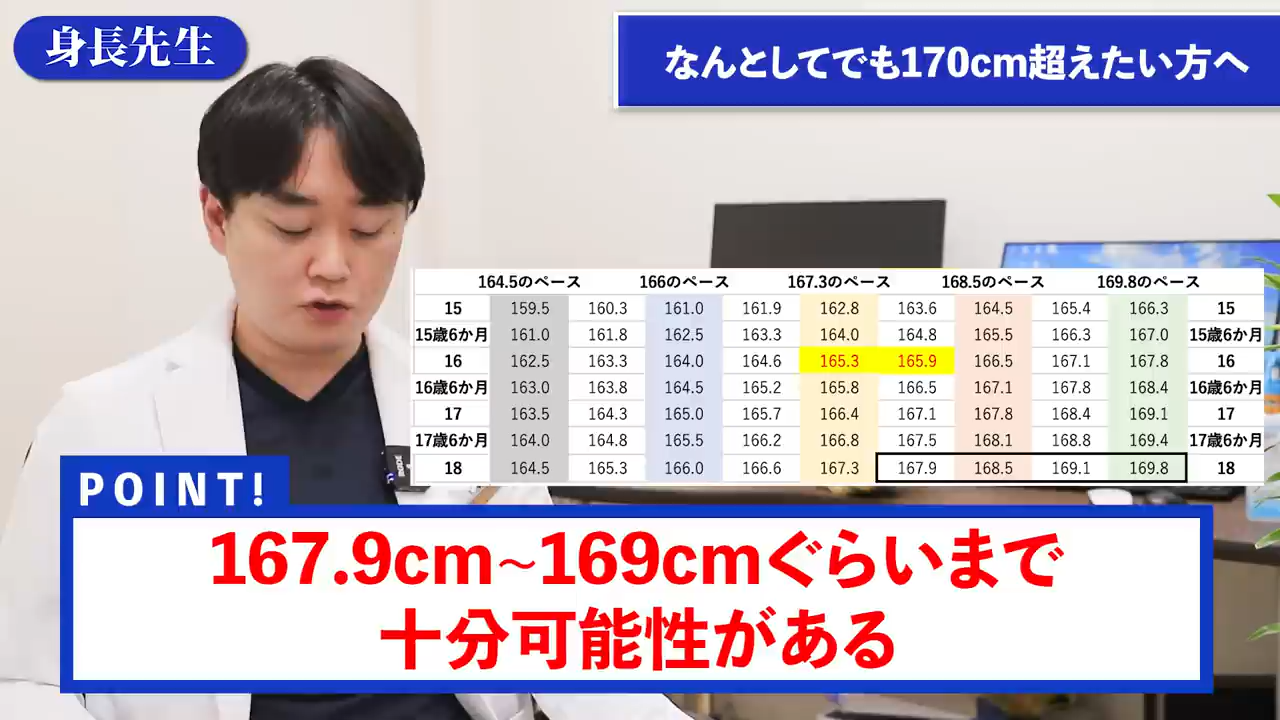 身長先生
なんとしてでも170cm超えたい方へ
164.5のペース 166のペース 167.3のペース 168.5のペース 169.8のペース
15 159.5 160.3 161.0 161.9 162.8 163.6 164.5 165.4 166.3 15
15歳6か月 161.0 161.8 162.5 163.3 164.0 164.8 165.5 166.3 167.0 15歳6か月
16 162.5 163.3 164.0 164.6 165.3 165.9 166.5 167.1 167.8 16
16歳6か月 163.0 163.8 164.5 165.2 165.8 166.5 167.1 167.8 168.4 16歳6か月
17 163.5 164.3 165.0 165.7 166.4 167.1 167.8 168.4 169.1 17
17歳6か月 164.0 164.8 165.5 166.2 166.8 167.5 168.1 168.8 169.4 17歳6か月
18 164.5 165.3 166.0 166.6 167.3 167.9 168.5 169.1 169.8 18
POINT!
167.9cm~169cmぐらいまで
十分可能性がある